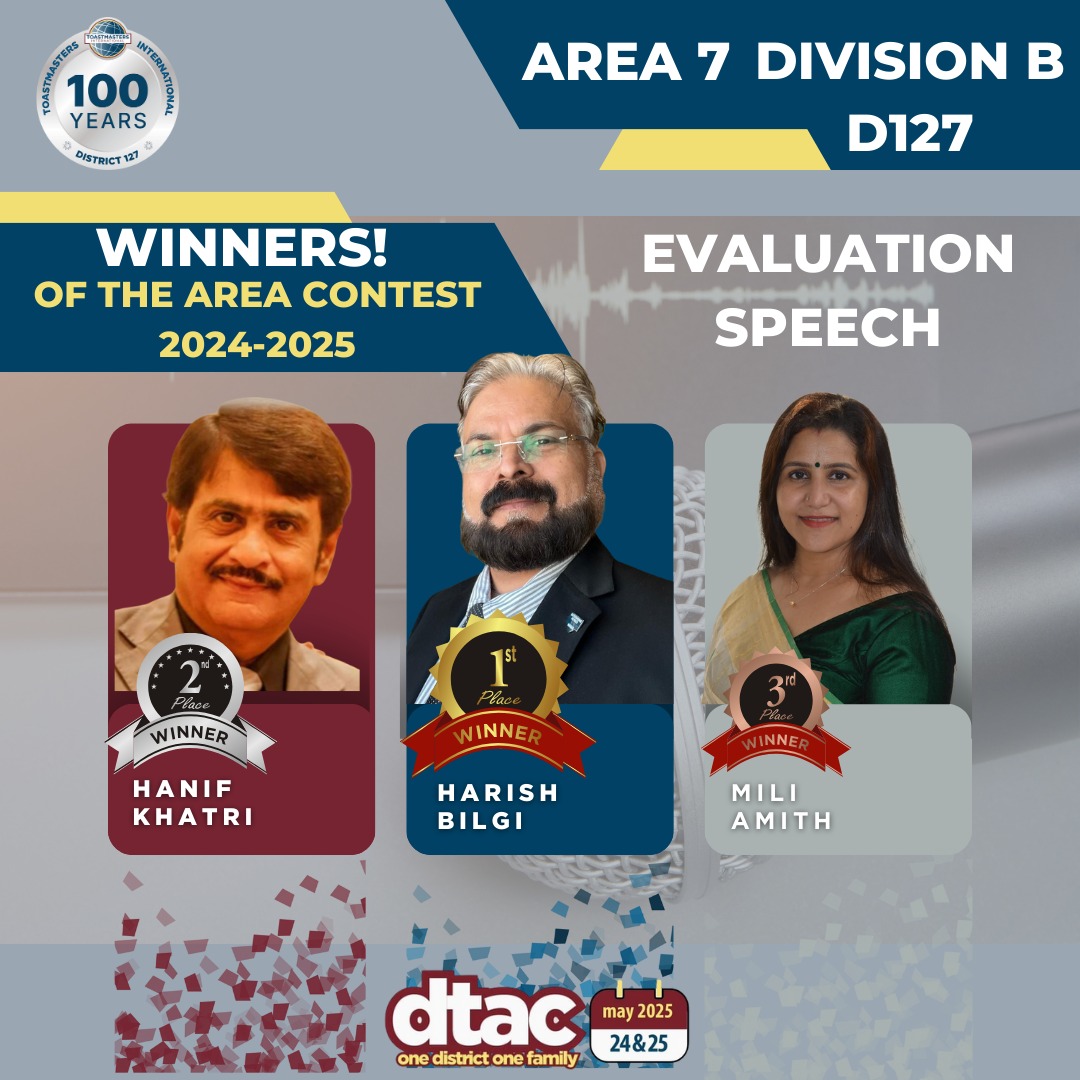 TOASTMASTERS INTERNATIONAL
TOASTMASTERS INTERNATIONAL
100
YEARS
DISTRICT 127
AREA 7 DIVISION B
D127
WINNERS!
OF THE AREA CONTEST
2024-2025
EVALUATION
SPEECH
2nd
Place
WINNER
HANIF
KHATRI
1st
Place
WINNER
HARISH
BILGI
3rd
Place
WINNER
MILI
AMITH
dtac
one district one family
may 2025
24&25